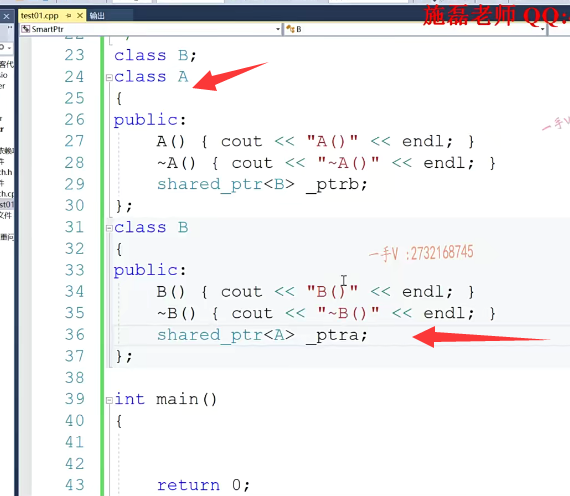 施磊老师 QQ:
test01.cpp
输出
SmartPtr
B
23 class B;
24 class A
25 {
26 public:
27 A() { cout << "A()" << endl; }
28 ~A() { cout << "~A()" << endl; }
29 shared_ptr<B> _ptrb;
30 };
31 class B
32 {
33 public:
34 B() { cout << "B()" << endl; }
35 ~B() { cout << "~B()" << endl; }
36 shared_ptr<A> _ptra;
37 };
38
39 int main()
40 {
41
42
43 return 0;
一手V :2732168745
一手V